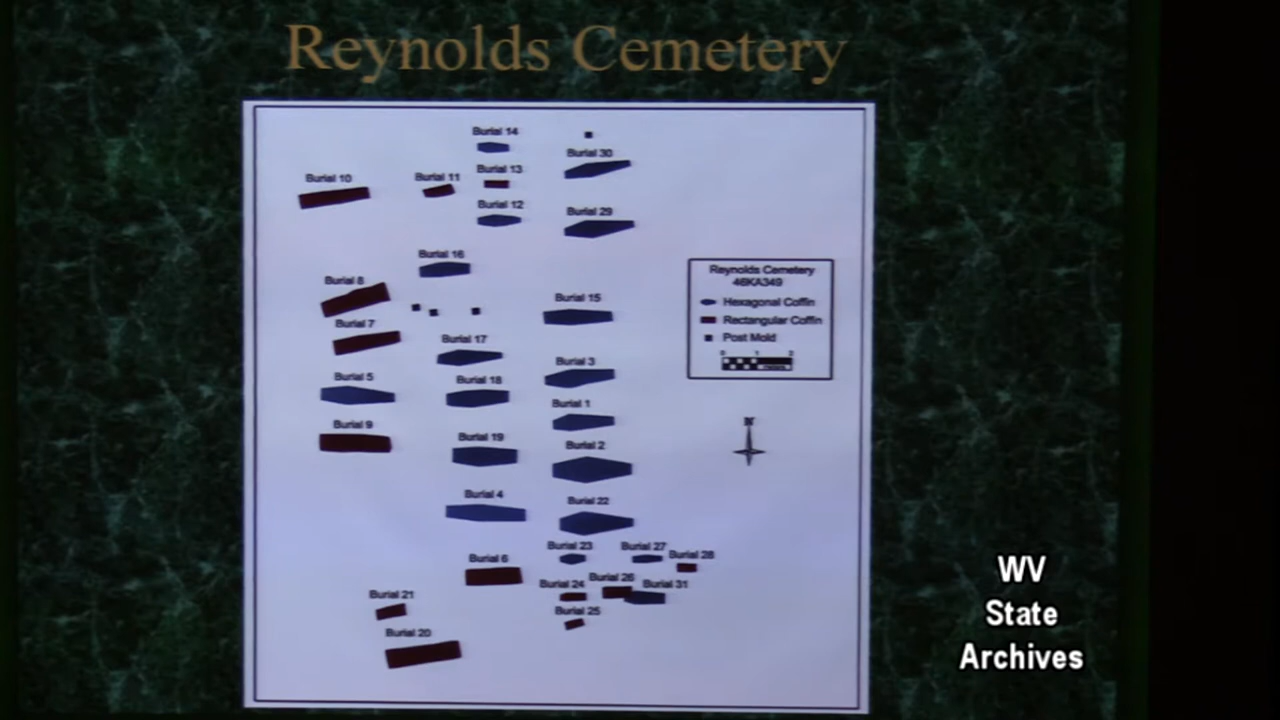 Reynolds Cemetery
Burial 14
Burial 30
Burial 13
Burial 10
Burial 11
Burial 12
Burial 29
Burial 16
Burial 8
Burial 15
Burial 7
Burial 17
Burial 3
Burial 5
Burial 18
Burial 1
Burial 9
Burial 19
Burial 2
Burial 4
Burial 22
Burial 23
Burial 27
Burial 28
Burial 6
Burial 24
Burial 26
Burial 31
Burial 21
Burial 25
Burial 20
Reynolds Cemetery
46KA349
Hexagonal Coffin
Rectangular Coffin
Post Mold
0 1 2
N
WV
State
Archives